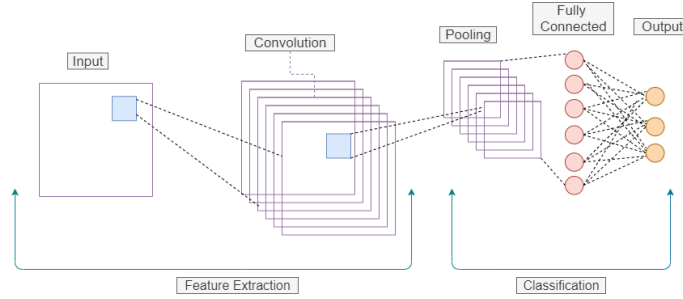 Input
Convolution
Pooling
Fully
Connected
Output
Feature Extraction
Classification